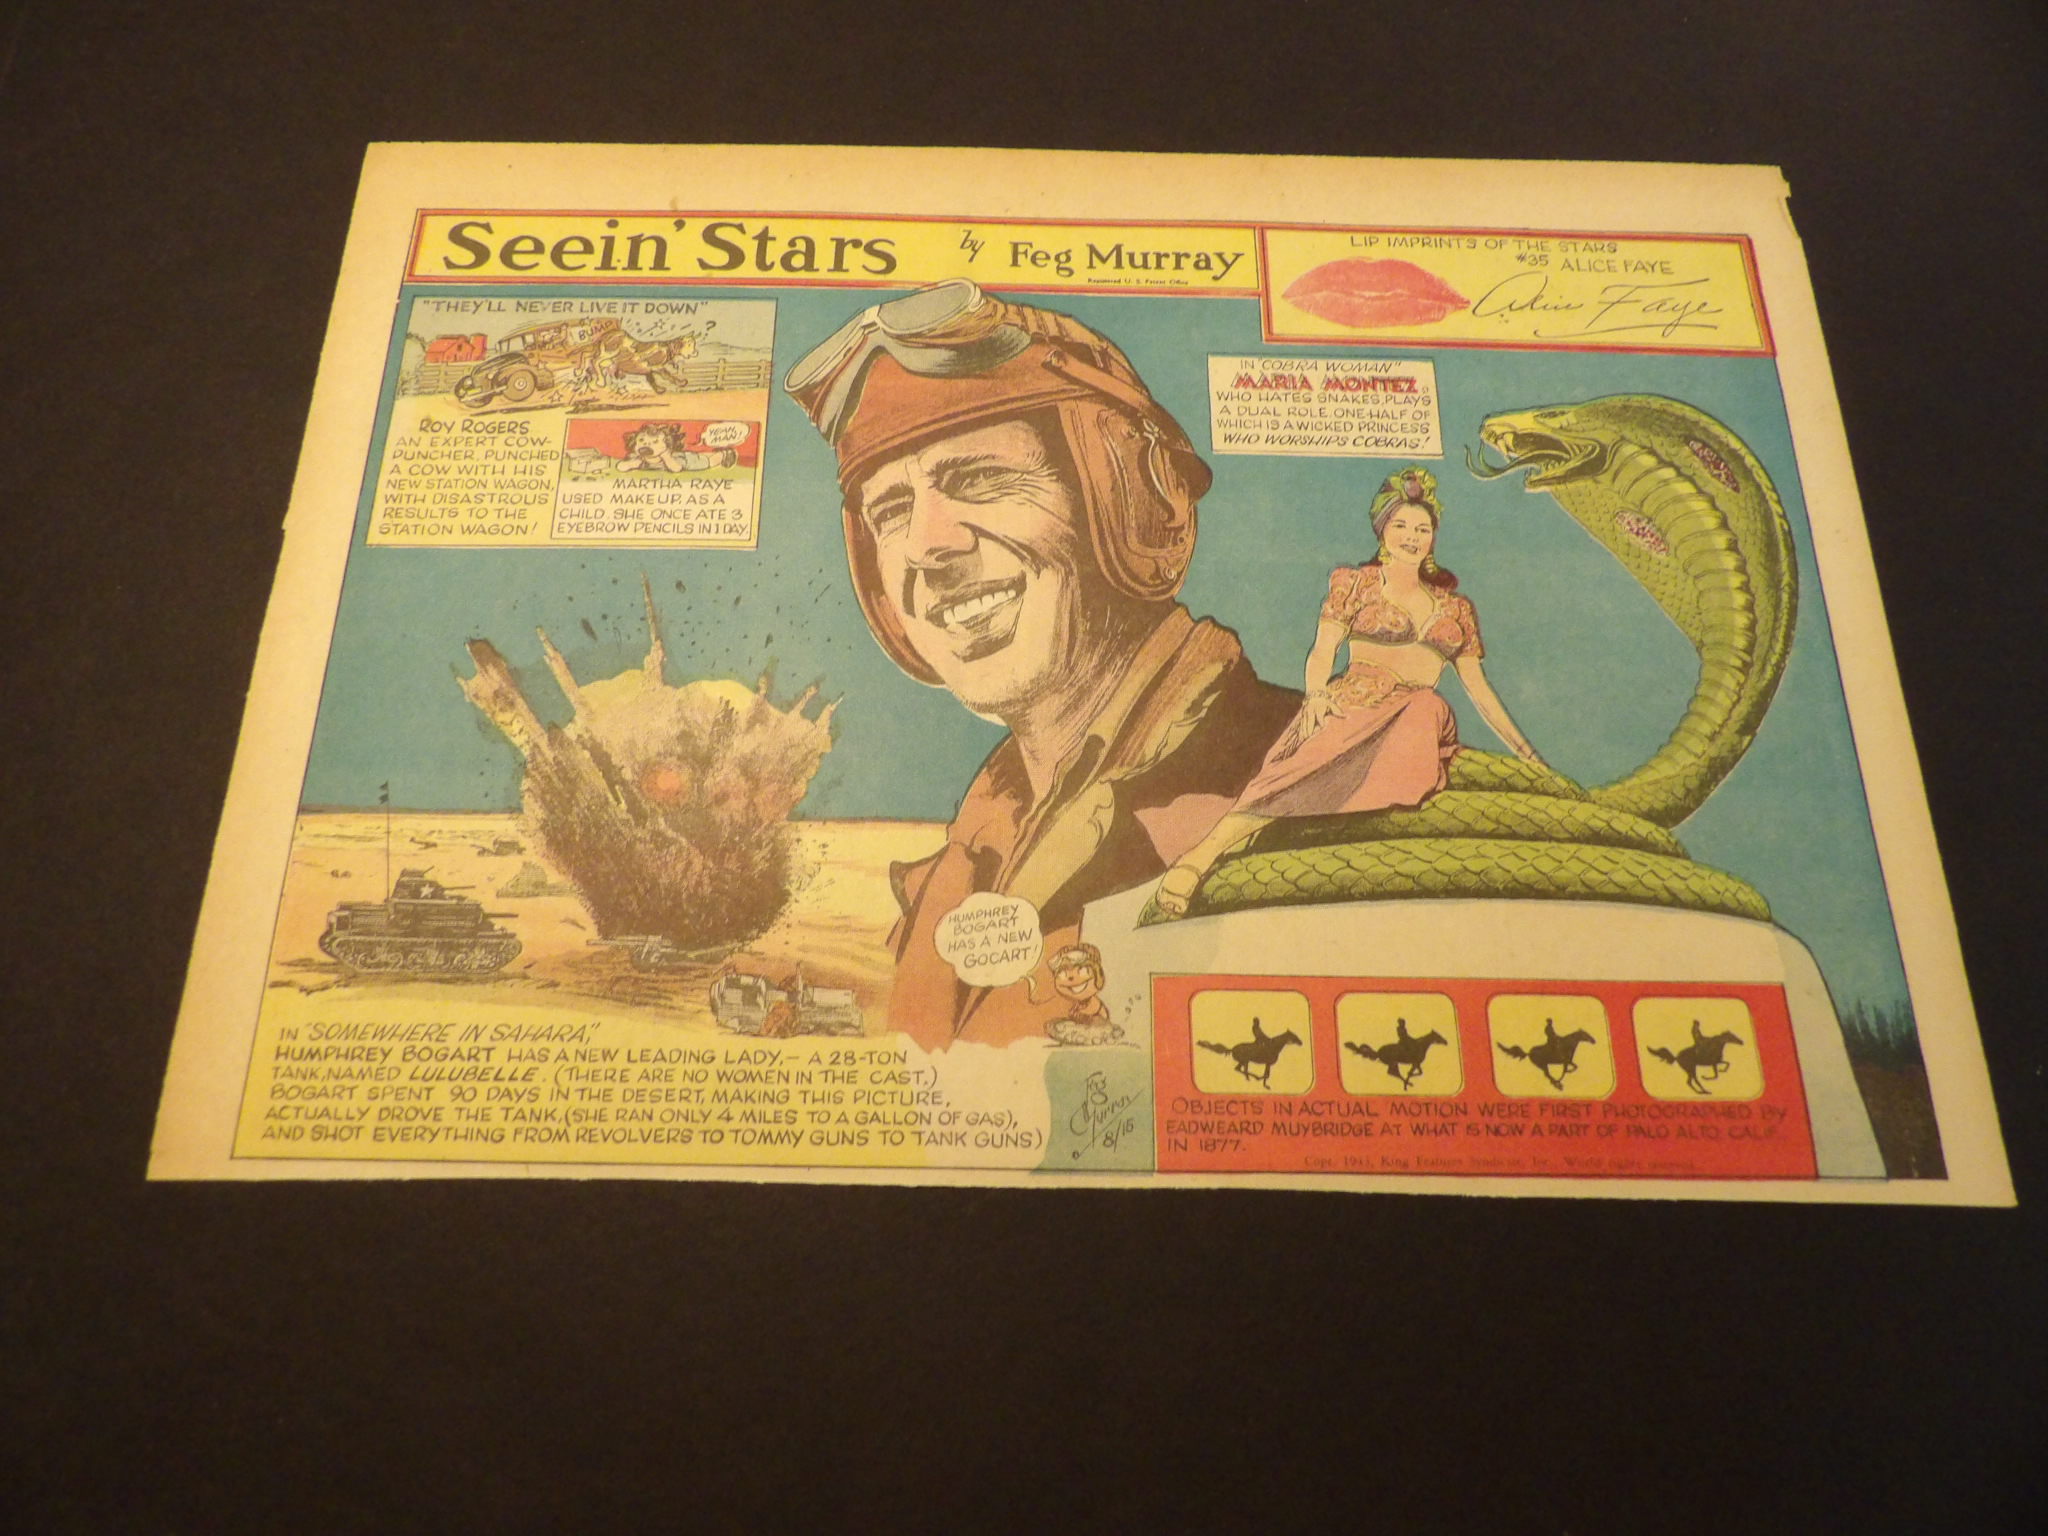 Seein' Stars
by Feg Murray
Registered U. S. Patent Office
LIP IMPRINTS OF THE STARS
#35 ALICE FAYE
Alice Faye
"THEY'LL NEVER LIVE IT DOWN"
BUMP
?
ROY ROGERS
AN EXPERT COW-
PUNCHER, PUNCHED
A COW WITH HIS
NEW STATION WAGON,
WITH DISASTROUS
RESULTS TO THE
STATION WAGON!
YEAH,
MAN!
MARTHA RAYE
USED MAKEUP AS A
CHILD. SHE ONCE ATE 3
EYEBROW PENCILS IN 1 DAY.
IN "COBRA WOMAN"
MARIA MONTEZ,
WHO HATES SNAKES, PLAYS
A DUAL ROLE, ONE-HALF OF
WHICH IS A WICKED PRINCESS
WHO WORSHIPS COBRAS!
HUMPHREY
BOGART
HAS A NEW
GOCART!
IN "SOMEWHERE IN SAHARA",
HUMPHREY BOGART HAS A NEW LEADING LADY,— A 28-TON
TANK, NAMED LULUBELLE. (THERE ARE NO WOMEN IN THE CAST.)
BOGART SPENT 90 DAYS IN THE DESERT, MAKING THIS PICTURE,
ACTUALLY DROVE THE TANK, (SHE RAN ONLY 4 MILES TO A GALLON OF GAS),
AND SHOT EVERYTHING FROM REVOLVERS TO TOMMY GUNS TO TANK GUNS)
Feg
Murray
8/15
OBJECTS IN ACTUAL MOTION WERE FIRST PHOTOGRAPHED BY
EADWEARD MUYBRIDGE AT WHAT IS NOW A PART OF PALO ALTO, CALIF.
IN 1877.
Copr. 1943, King Features Syndicate, Inc., World rights reserved.